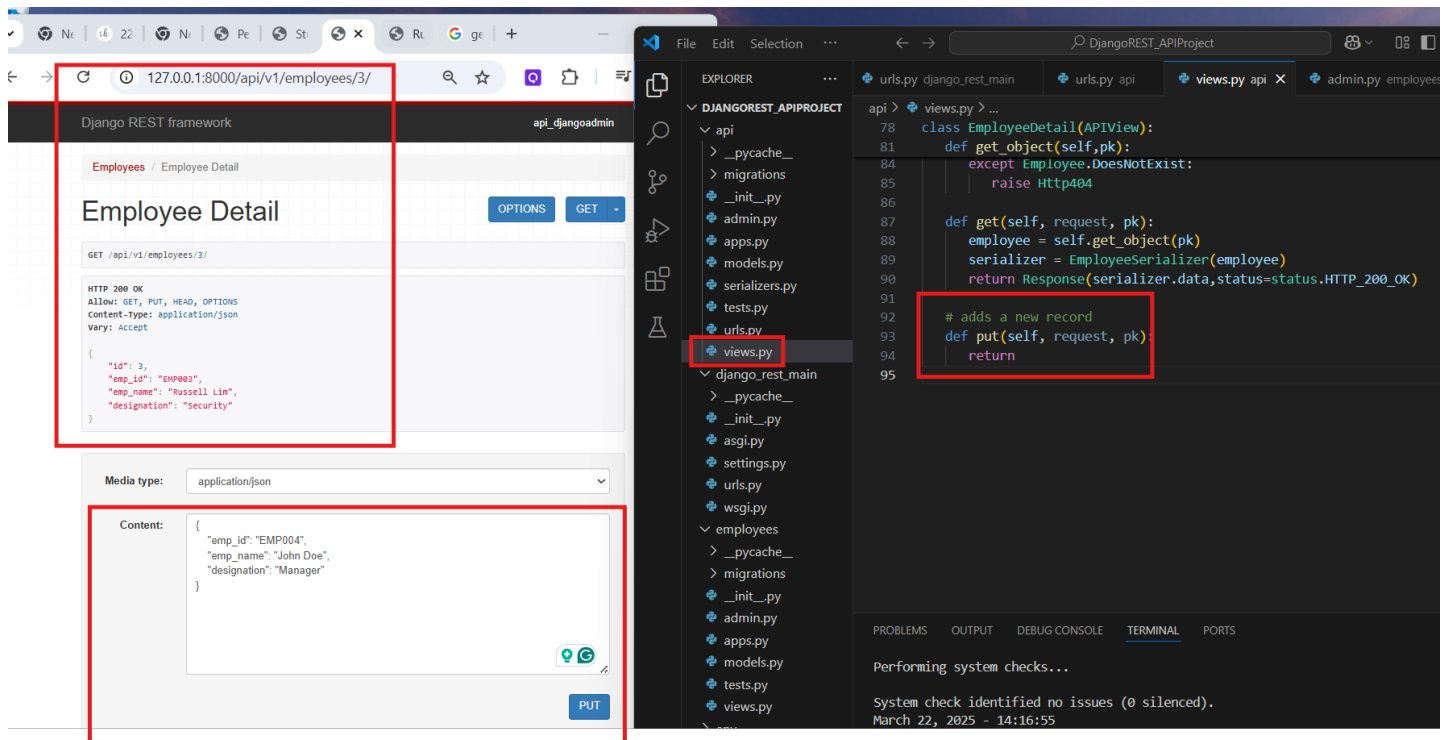 Ne
22
Ne
Pe
St
Ru
ge
127.0.0.1:8000/api/v1/employees/3/
Django REST framework
api_djangoadmin
Employees / Employee Detail
Employee Detail
OPTIONS
GET
GET /api/v1/employees/3/
HTTP 200 OK
Allow: GET, PUT, HEAD, OPTIONS
Content-Type: application/json
Vary: Accept
{
"id": 3,
"emp_id": "EMP003",
"emp_name": "Russell Lim",
"designation": "Security"
}
Media type:
application/json
Content:
{
"emp_id": "EMP004",
"emp_name": "John Doe",
"designation": "Manager"
}
PUT
File Edit Selection ···
DjangoREST_APIProject
EXPLORER ···
DJANGOREST_APIPROJECT
api
__pycache__
migrations
__init__.py
admin.py
apps.py
models.py
serializers.py
tests.py
urls.py
views.py
django_rest_main
__pycache__
__init__.py
asgi.py
settings.py
urls.py
wsgi.py
employees
__pycache__
migrations
__init__.py
admin.py
apps.py
models.py
tests.py
views.py
urls.py django_rest_main
urls.py api
views.py api
admin.py employees
api > views.py > ...
78 class EmployeeDetail(APIView):
81 def get_object(self,pk):
84 except Employee.DoesNotExist:
85 raise Http404
86
87 def get(self, request, pk):
88 employee = self.get_object(pk)
89 serializer = EmployeeSerializer(employee)
90 return Response(serializer.data,status=status.HTTP_200_OK)
91
92 # adds a new record
93 def put(self, request, pk):
94 return
95
PROBLEMS OUTPUT DEBUG CONSOLE TERMINAL PORTS
Performing system checks...
System check identified no issues (0 silenced).
March 22, 2025 - 14:16:55